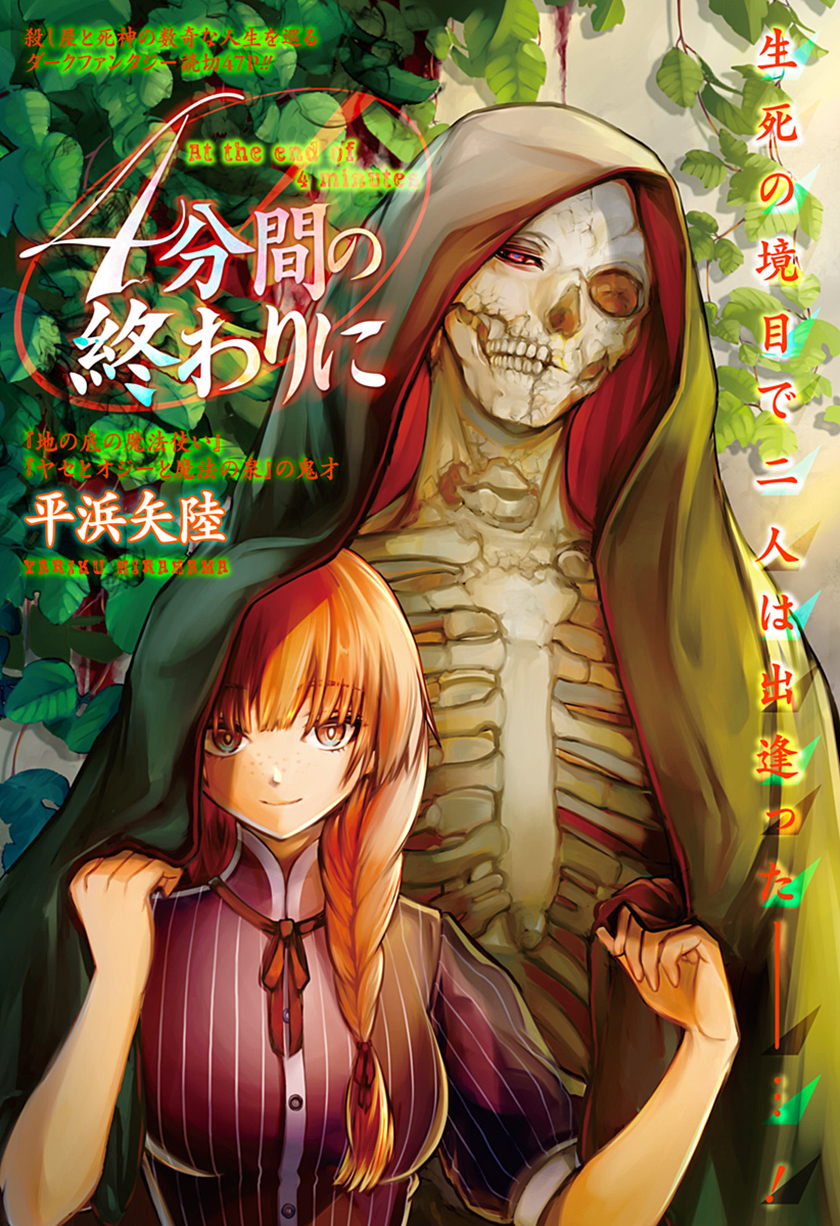 殺し屋と死神の数奇な人生を巡る
ダークファンタジー読切47P!!
At the end of
4 minutes
4分間の
終わりに
『地の底の魔法使い』
『ヤセとオジーと魔法の泉』の鬼才
平浜矢陸
YARIKU HIRAHAMA
生死の境目で二人は出逢った――…!